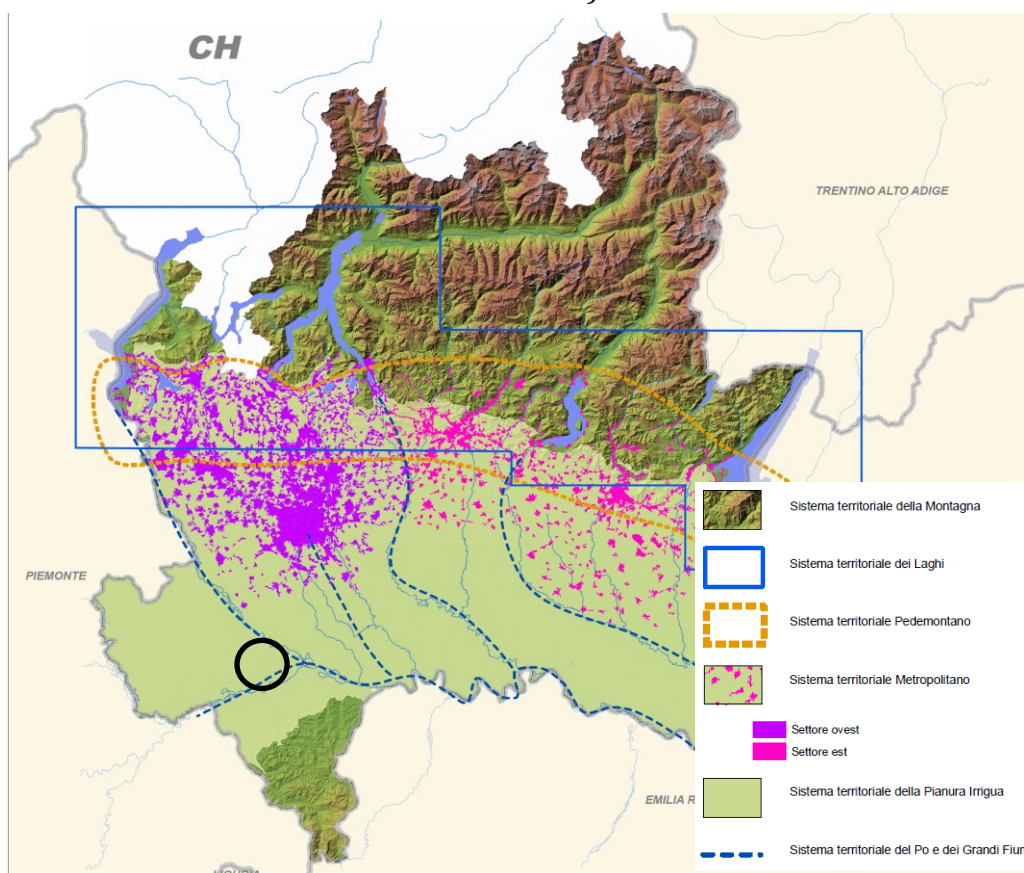 CH
TRENTINO ALTO ADIGE
PIEMONTE
EMILIA R
Sistema territoriale della Montagna
Sistema territoriale dei Laghi
Sistema territoriale Pedemontano
Sistema territoriale Metropolitano
Settore ovest
Settore est
Sistema territoriale della Pianura Irrigua
Sistema territoriale del Po e dei Grandi Fium